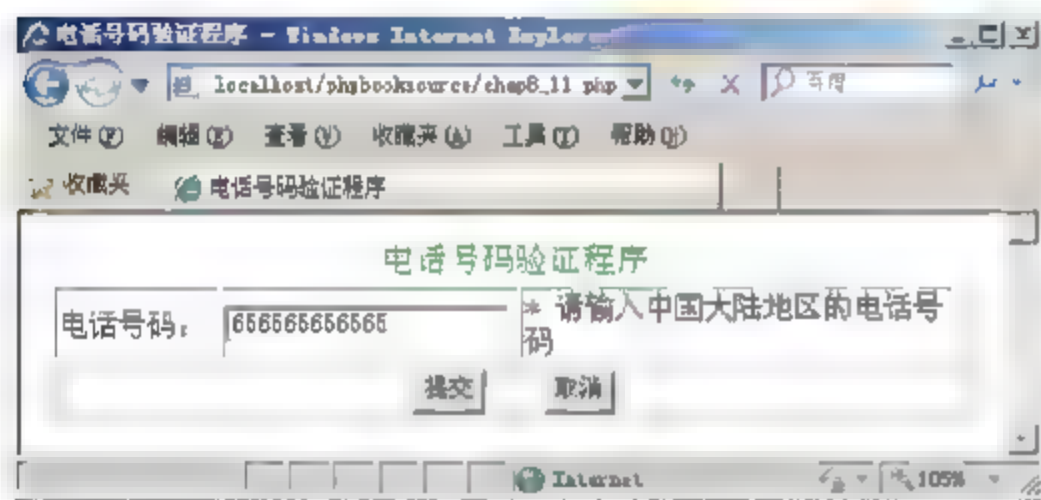 电话号码验证程序 - Windows Internet Explorer
localhost/phpbooksource/chap8_11 php
百度
文件(F) 编辑(E) 查看(V) 收藏夹(A) 工具(T) 帮助(H)
收藏夹 电话号码验证程序
电话号码验证程序
电话号码： 656565656565 * 请输入中国大陆地区的电话号
码
提交 取消
Internet 105%